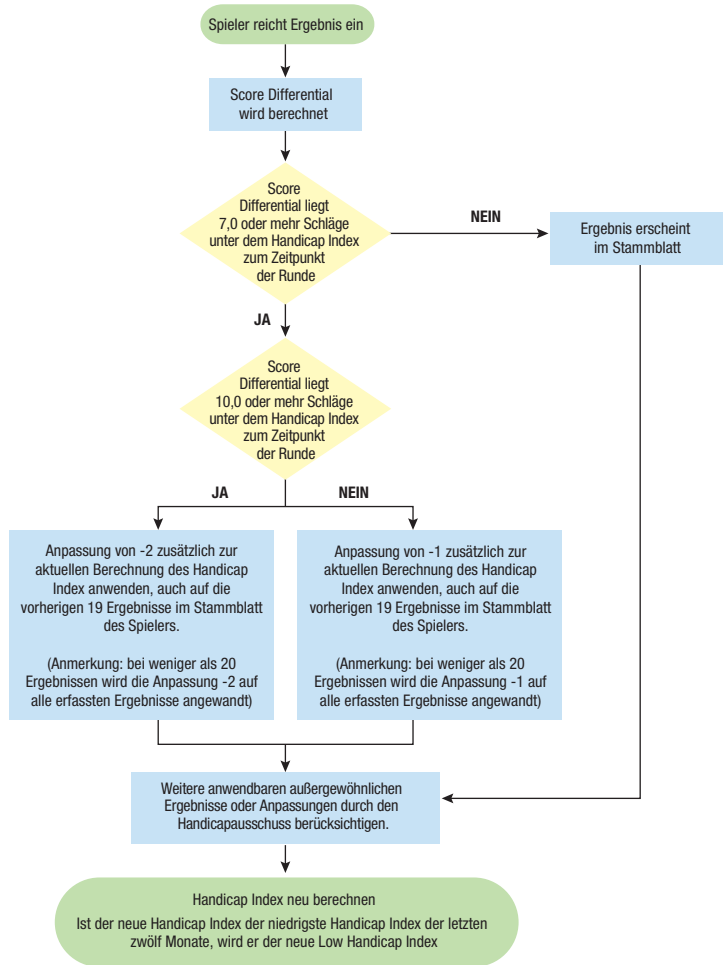 Spieler reicht Ergebnis ein
Score Differential
wird berechnet
Score
Differential liegt
7,0 oder mehr Schläge
unter dem Handicap Index
zum Zeitpunkt
der Runde
NEIN
Ergebnis erscheint
im Stammblatt
JA
Score
Differential liegt
10,0 oder mehr Schläge
unter dem Handicap Index
zum Zeitpunkt
der Runde
JA
NEIN
Anpassung von -2 zusätzlich zur
aktuellen Berechnung des Handicap
Index anwenden, auch auf die
vorherigen 19 Ergebnisse im Stammblatt
des Spielers.
(Anmerkung: bei weniger als 20
Ergebnissen wird die Anpassung -2 auf
alle erfassten Ergebnisse angewandt)
Anpassung von -1 zusätzlich zur
aktuellen Berechnung des Handicap
Index anwenden, auch auf die
vorherigen 19 Ergebnisse im Stammblatt
des Spielers.
(Anmerkung: bei weniger als 20
Ergebnissen wird die Anpassung -1 auf
alle erfassten Ergebnisse angewandt)
Weitere anwendbaren außergewöhnlichen
Ergebnisse oder Anpassungen durch den
Handicapausschuss berücksichtigen.
Handicap Index neu berechnen
Ist der neue Handicap Index der niedrigste Handicap Index der letzten
zwölf Monate, wird er der neue Low Handicap Index